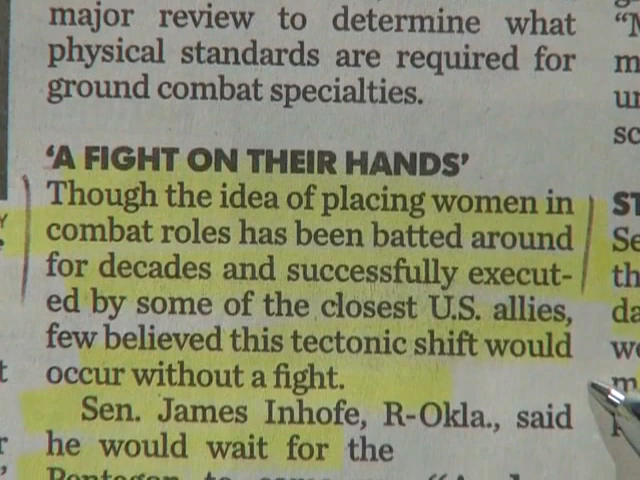 major review to determine what
physical standards are required for
ground combat specialties.
'A FIGHT ON THEIR HANDS'
Though the idea of placing women in
combat roles has been batted around
for decades and successfully execut-
ed by some of the closest U.S. allies,
few believed this tectonic shift would
occur without a fight.
Sen. James Inhofe, R-Okla., said
he would wait for the